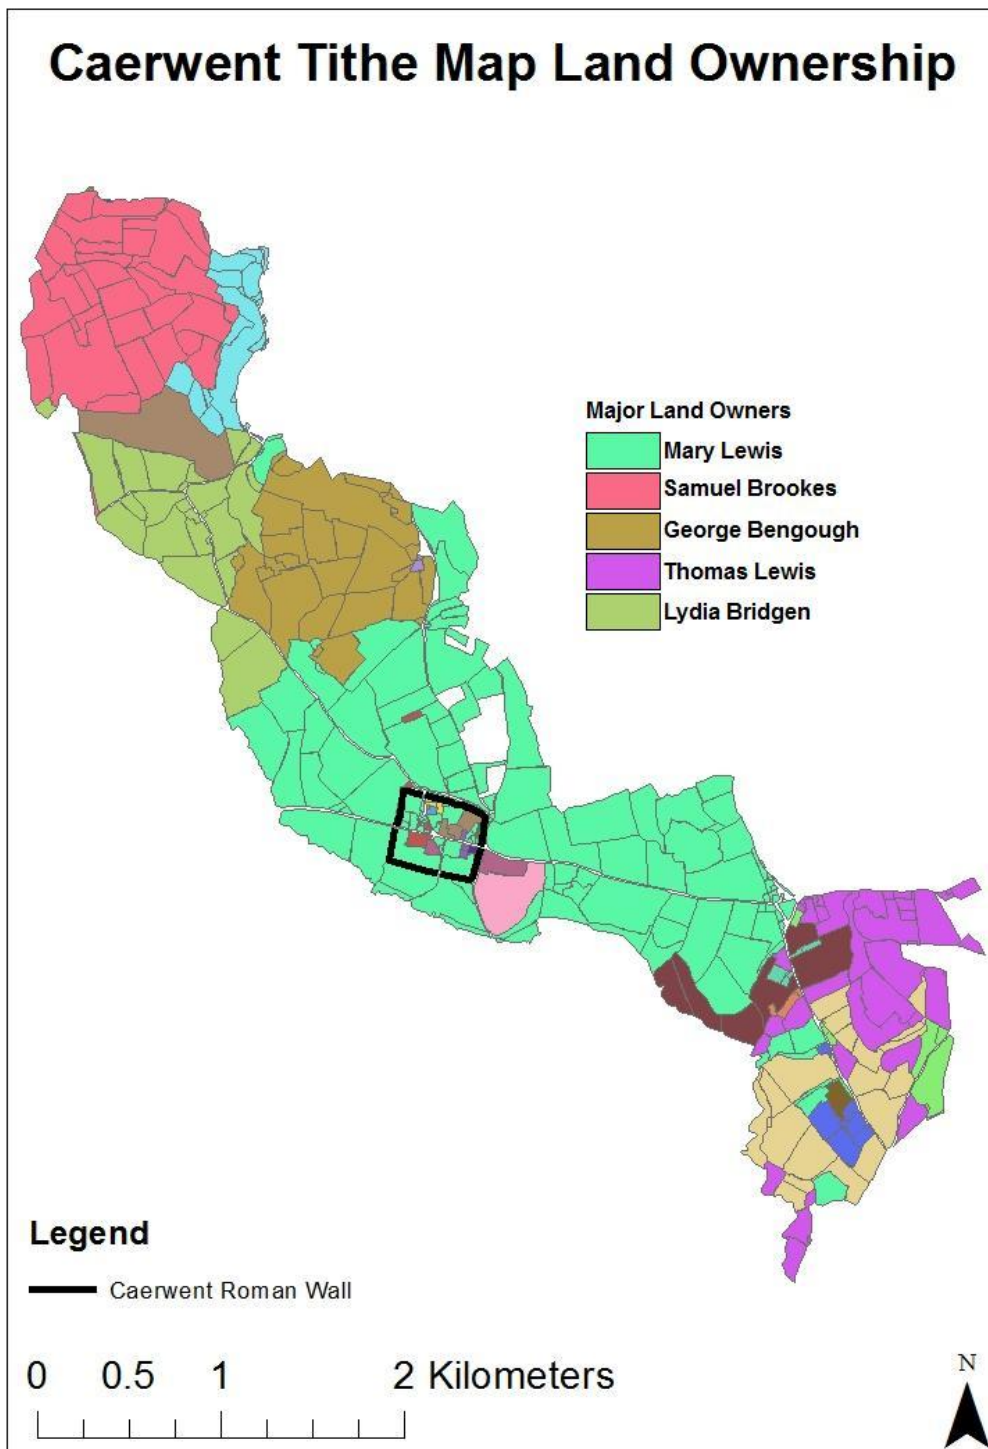 Caerwent Tithe Map Land Ownership
Major Land Owners
Mary Lewis
Samuel Brookes
George Bengough
Thomas Lewis
Lydia Bridgen
Legend
Caerwent Roman Wall
0 0.5 1 2 Kilometers
N